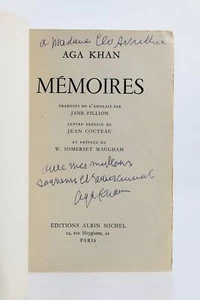 à Madame
AGA KHAN
MÉMOIRES
TRADUITS DE L'ANGLAIS PAR
JANE FILLION
LETTRE PRÉFACE DE
JEAN COCTEAU
ET PRÉFACE DE
W. SOMERSET MAUGHAM
avec mes meilleurs
souvenirs et
Aga Khan
ÉDITIONS ALBIN MICHEL
22, rue Huyghens, 22
PARIS